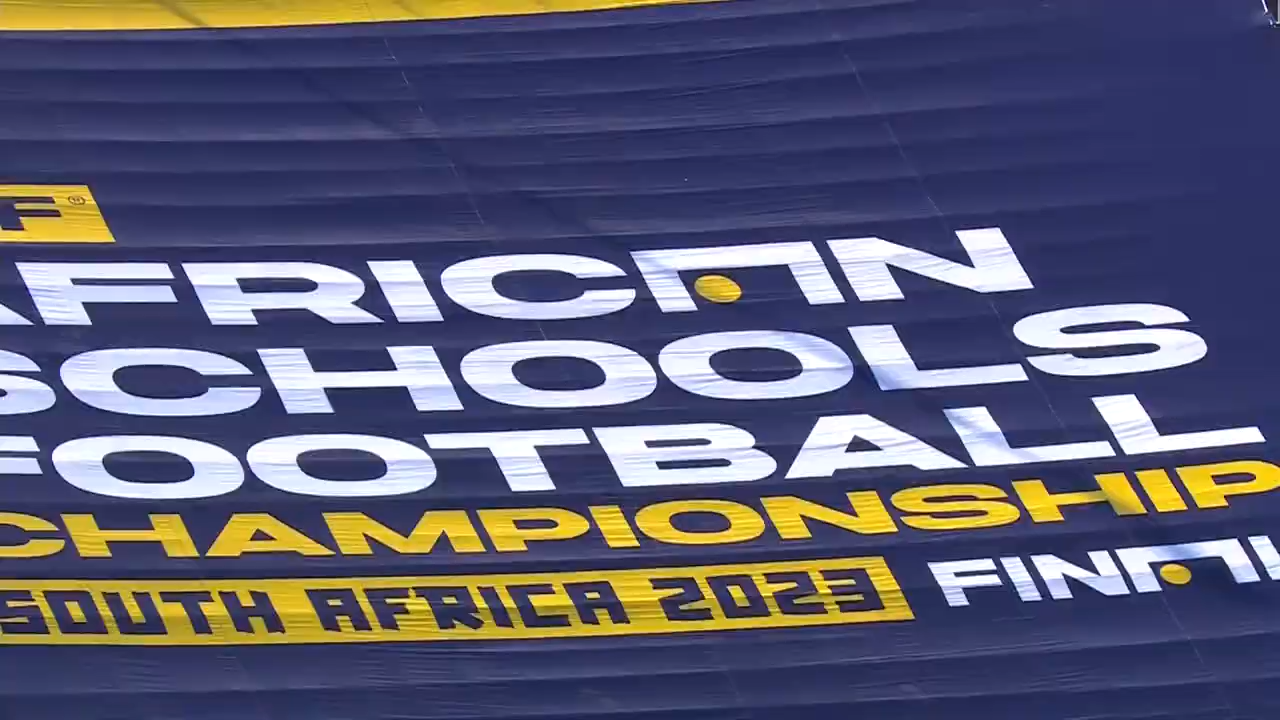 F®
AFRICAN
SCHOOLS
FOOTBALL
CHAMPIONSHIP
SOUTH AFRICA 2023
FINAL